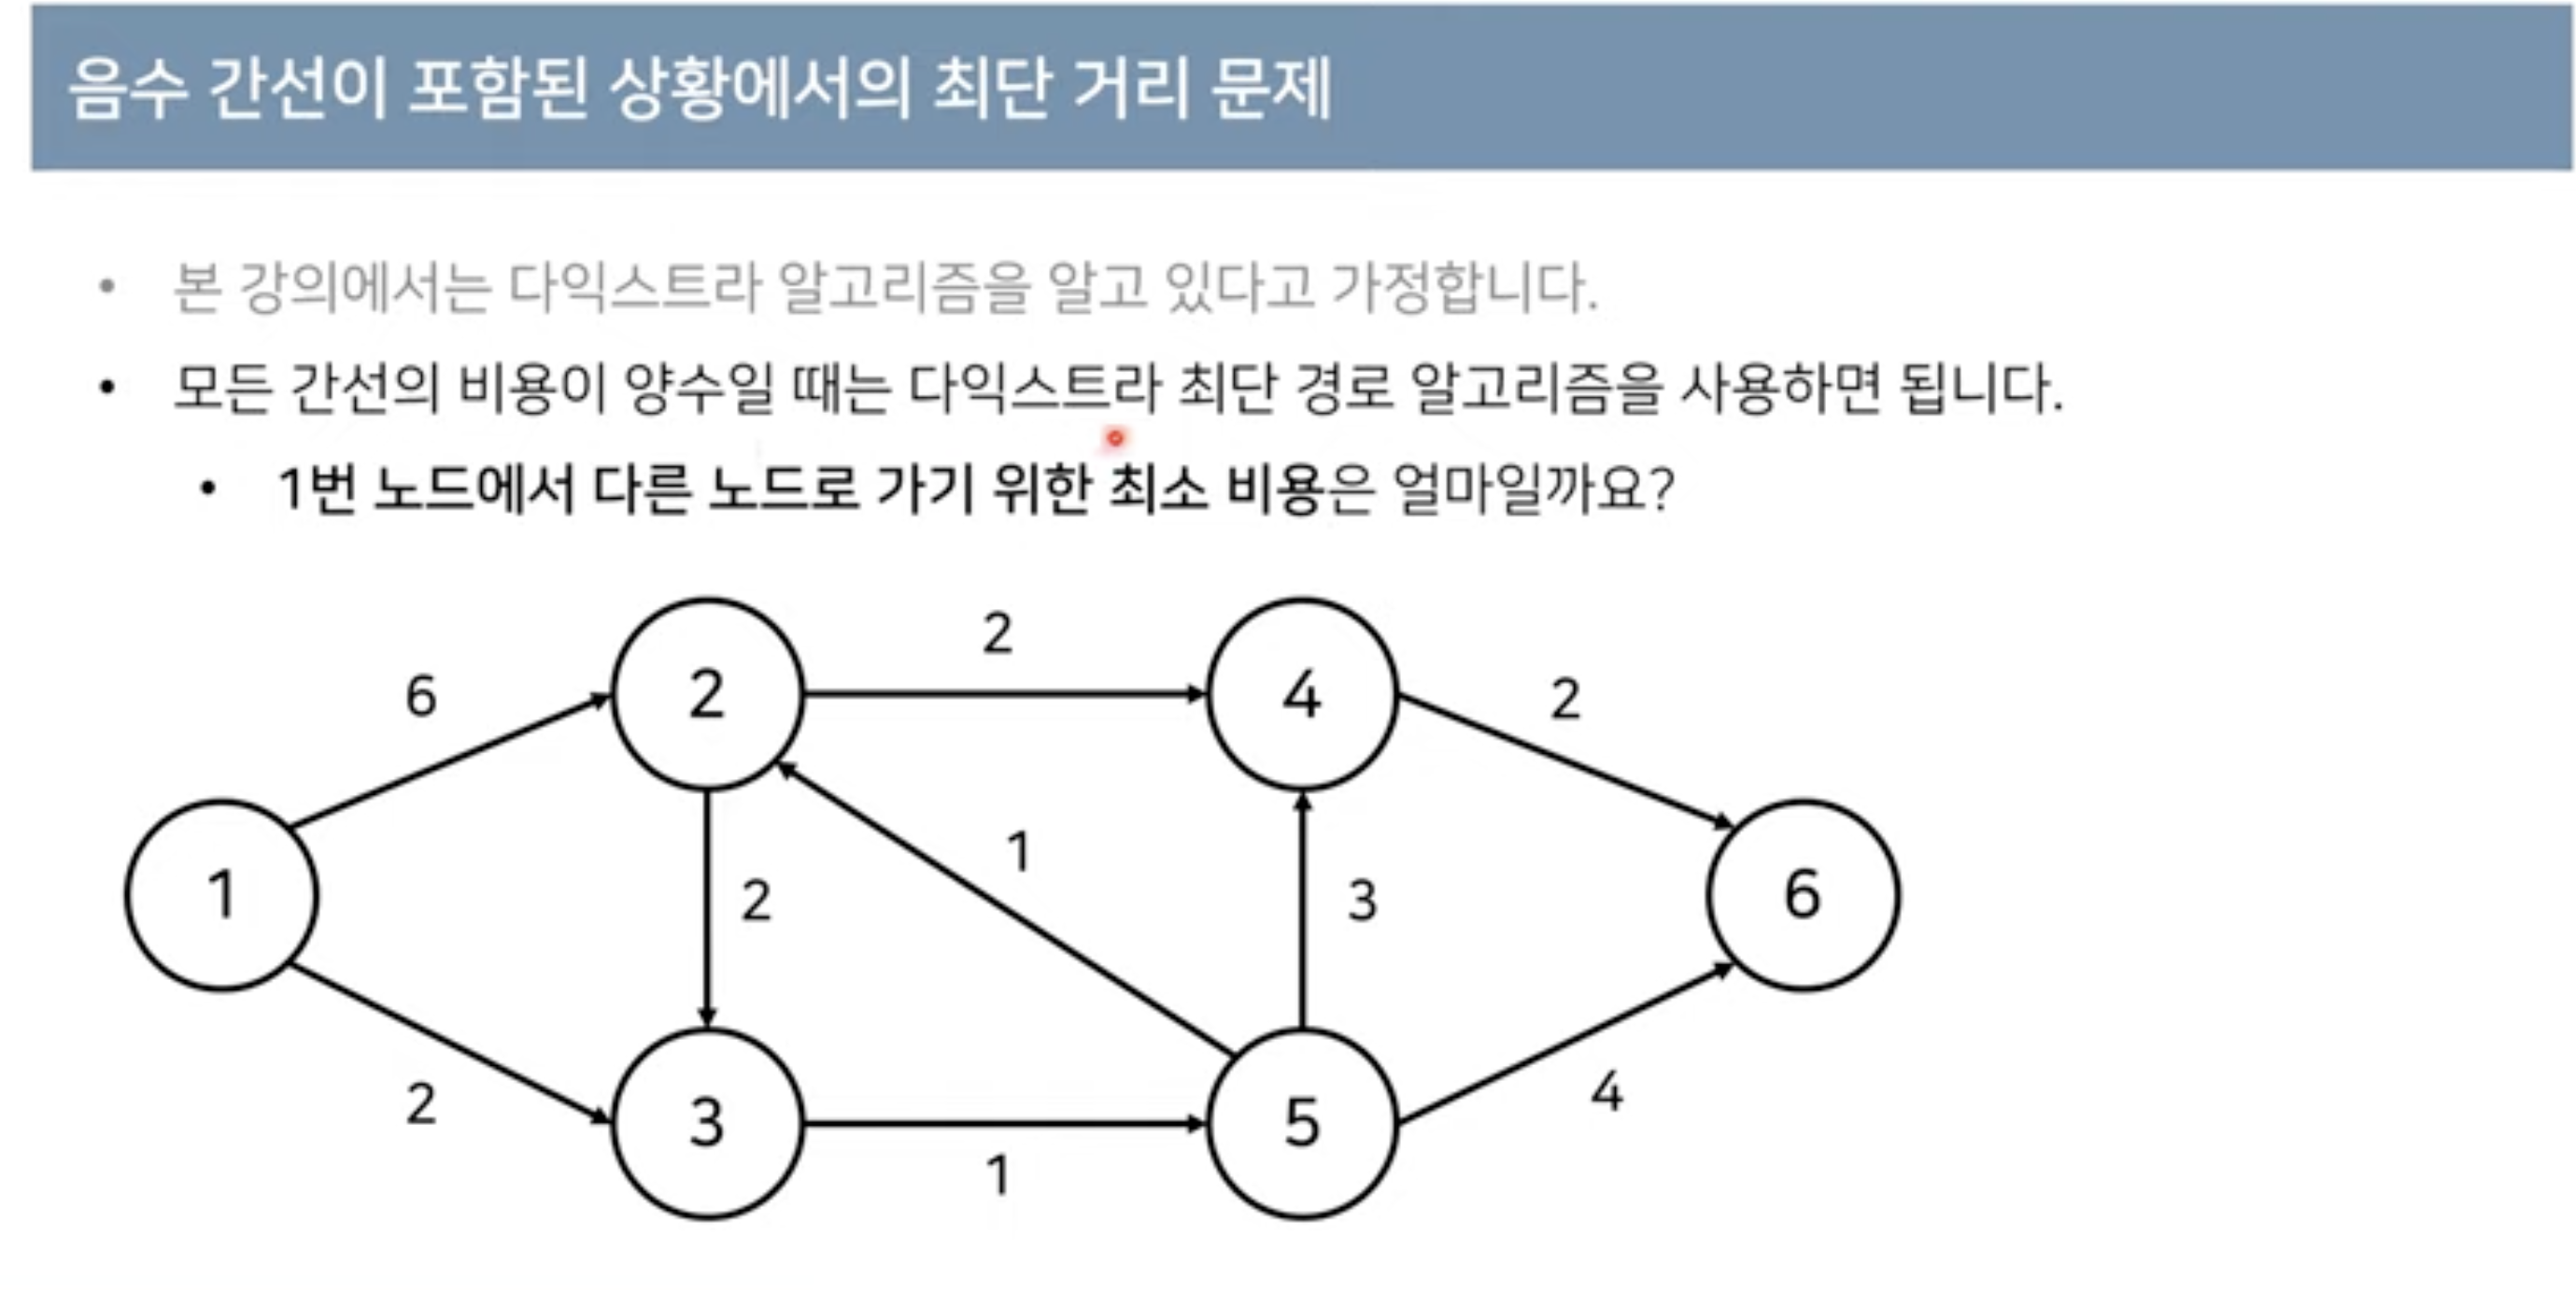 음수 간선이 포함된 상황에서의 최단 거리 문제
• 본 강의에서는 다익스트라 알고리즘을 알고 있다고 가정합니다.
• 모든 간선의 비용이 양수일 때는 다익스트라 최단 경로 알고리즘을 사용하면 됩니다.
• 1번 노드에서 다른 노드로 가기 위한 최소 비용은 얼마일까요?
2
6 2 4 2
1
1 2 3 6
2 3 5 4
1